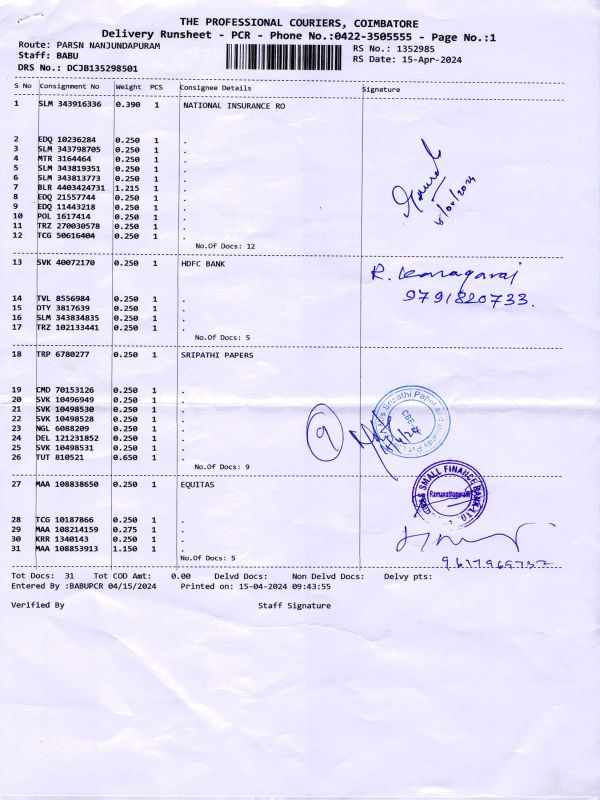 THE PROFESSIONAL COURIERS, COIMBATORE
Delivery Runsheet - PCR - Phone No.:0422-3505555 - Page No.:1
Route: PARSN NANJUNDAPURAM
RS No.: 1352985
Staff: BABU
RS Date: 15-Apr-2024
DRS No.: DCJB135298501
S No Consignment No Weight PCS Consignee Details Signature
1 SLM 343916336 0.390 1 NATIONAL INSURANCE RO
2 EDQ 10236284 0.250 1 .
3 SLM 343798705 0.250 1 .
4 MTR 3164464 0.250 1 .
5 SLM 343819351 0.250 1 .
6 SLM 343813773 0.250 1 .
7 BLR 4403424731 1.215 1 .
8 EDQ 21557744 0.250 1 .
9 EDQ 11443218 0.250 1 .
10 POL 1617414 0.250 1 .
11 TRZ 270030578 0.250 1 .
12 TCG 50616404 0.250 1 .
No.Of Docs: 12
13 SVK 40072170 0.250 1 HDFC BANK
R. Kanagaraj
9791820733.
14 TVL 8556984 0.250 1 .
15 OTY 3817639 0.250 1 .
16 SLM 343834835 0.250 1 .
17 TRZ 102133441 0.250 1 .
No.Of Docs: 5
18 TRP 6780277 0.250 1 SRIPATHI PAPERS
19 CMD 70153126 0.250 1 .
20 SVK 10496949 0.250 1 .
21 SVK 10498530 0.250 1 .
22 SVK 10498528 0.250 1 .
23 NGL 6088209 0.250 1 .
24 DEL 121231852 0.250 1 .
25 SVK 10498531 0.250 1 .
26 TUT 810521 0.650 1 .
No.Of Docs: 9
9
Sripathi Paper and
CBE
27 MAA 108838650 0.250 1 EQUITAS
SMALL FINANCE BANK LTD
Ramanathapuram
28 TCG 10187866 0.250 1 .
29 MAA 108214159 0.275 1 .
30 KRR 1340143 0.250 1 .
31 MAA 108853913 1.150 1 .
No.Of Docs: 5
Tot Docs: 31 Tot COD Amt: 0.00 Delvd Docs: Non Delvd Docs: Delvy pts:
Entered By :BABUPCR 04/15/2024 Printed on: 15-04-2024 09:43:55
Verified By Staff Signature